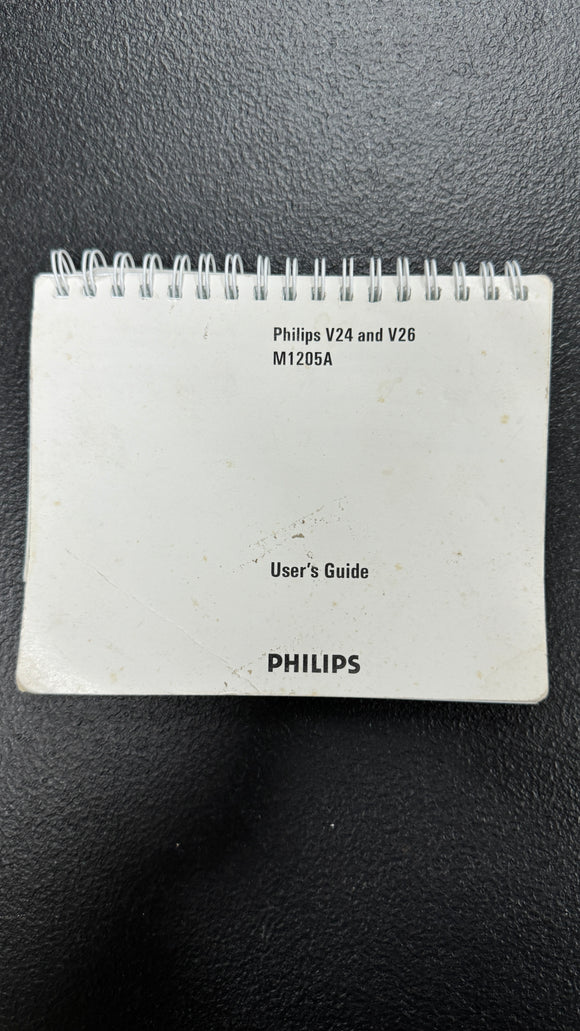 Philips V24 and V26
M1205A
User's Guide
PHILIPS